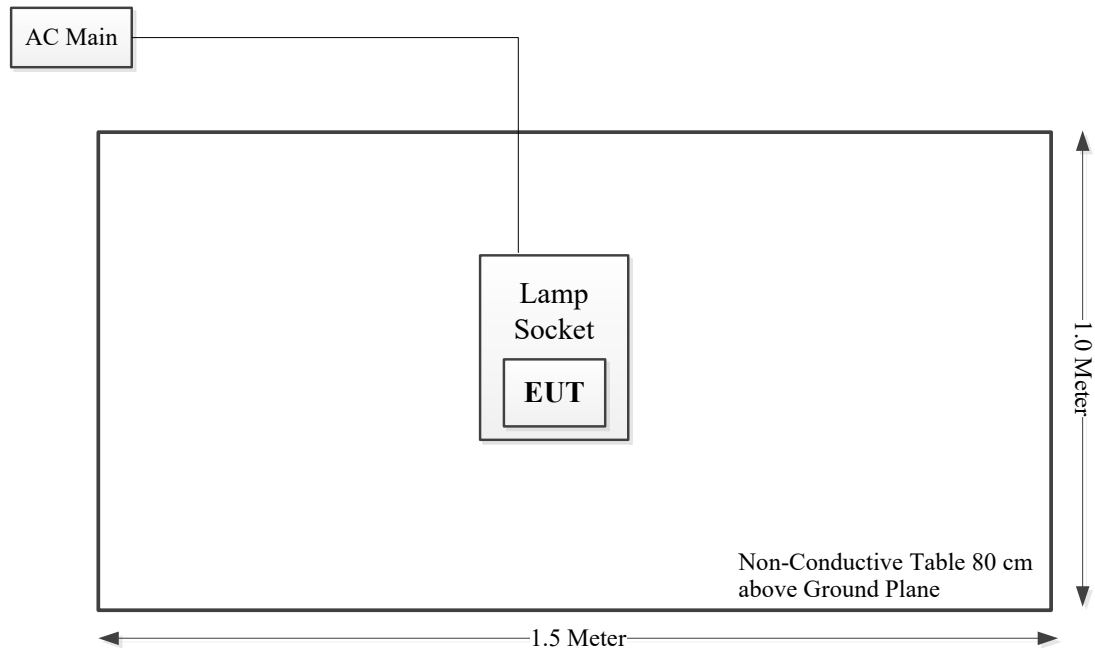 AC Main
Lamp
Socket
EUT
1.0 Meter
Non-Conductive Table 80 cm
above Ground Plane
1.5 Meter